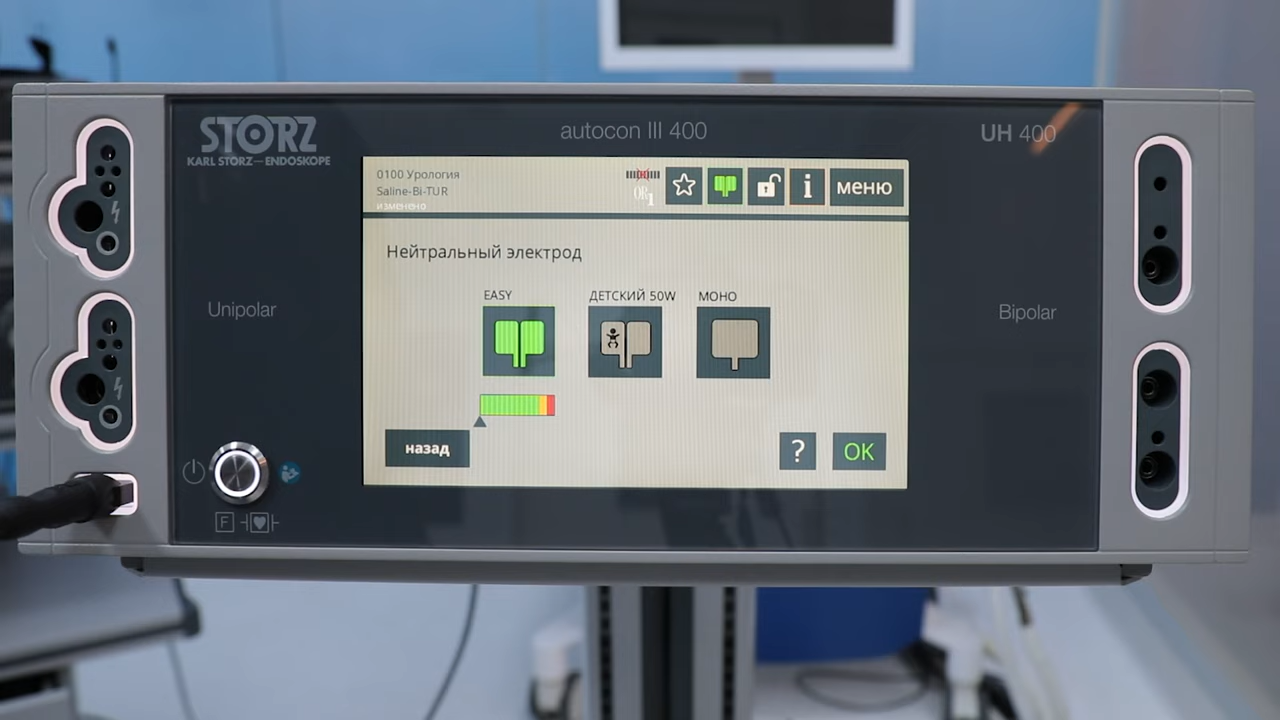 STORZ
KARL STORZ—ENDOSKOPE
autocon III 400
UH 400
0100 Урология
Saline-Bi-TUR
изменено
OR1
i
меню
Нейтральный электрод
EASY
ДЕТСКИЙ 50W
МОНО
назад
?
OK
Unipolar
Bipolar
F